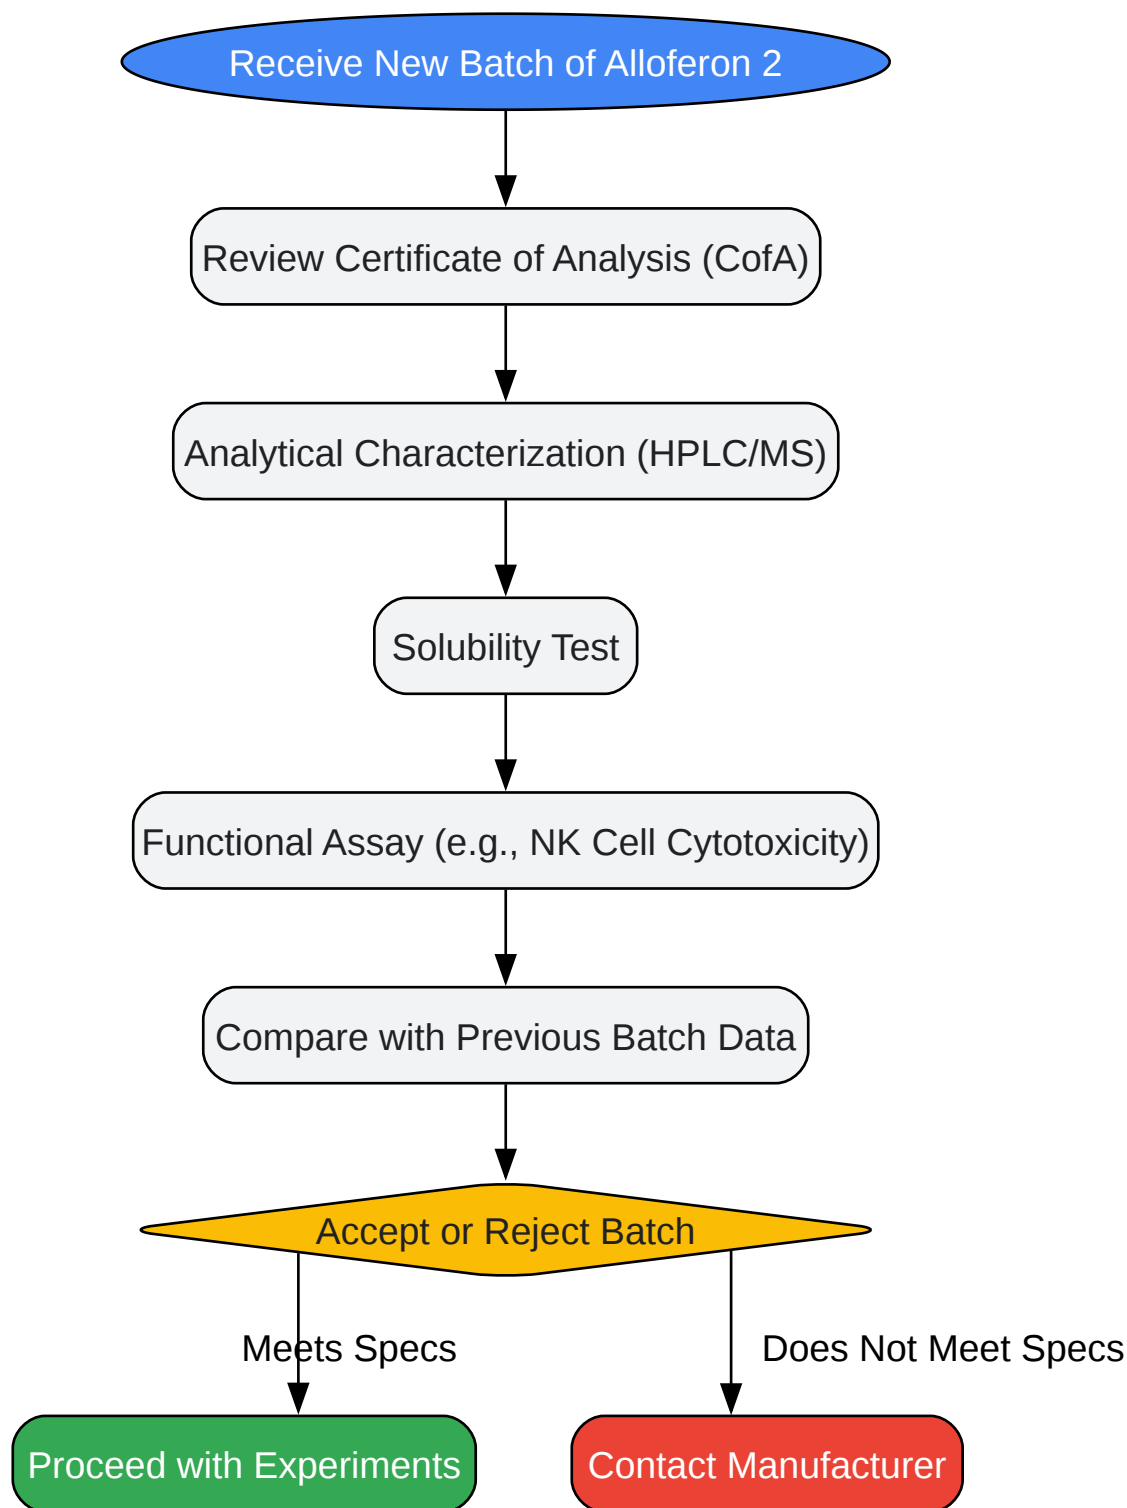 Receive New Batch of Alloferon 2
Review Certificate of Analysis (CofA)
Analytical Characterization (HPLC/MS)
Solubility Test
Functional Assay (e.g., NK Cell Cytotoxicity)
Compare with Previous Batch Data
Accept or Reject Batch
Meets Specs
Does Not Meet Specs
Proceed with Experiments
Contact Manufacturer